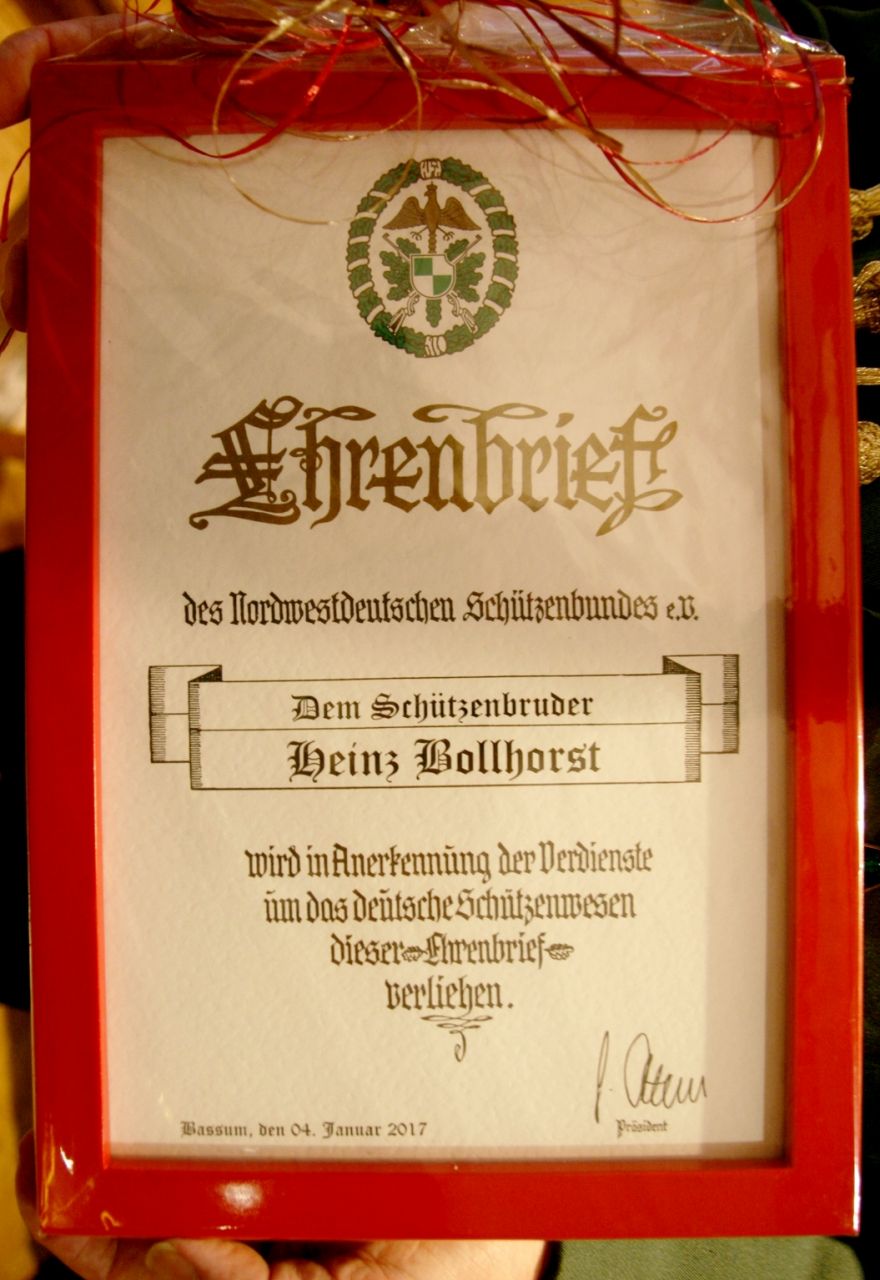 Ehrenbrief
des Nordwestdeutschen Schützenbundes e.V.
Dem Schützenbruder
Heinz Bollhorst
wird in Anerkennung der Verdienste
um das deutsche Schützenwesen
dieser Ehrenbrief
verliehen.
Bassum, den 04. Januar 2017
Präsident